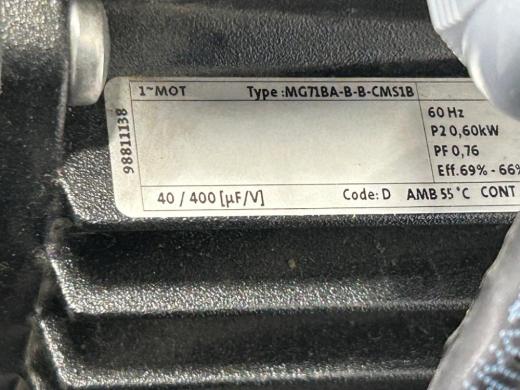 1~MOT Type :MG71BA-B-B-CMS1B
98811138
60 Hz
P2 0,60kW
PF 0,76
Eff.69% - 66%
40 / 400 [µF/V] Code: D AMB 55 °C CONT